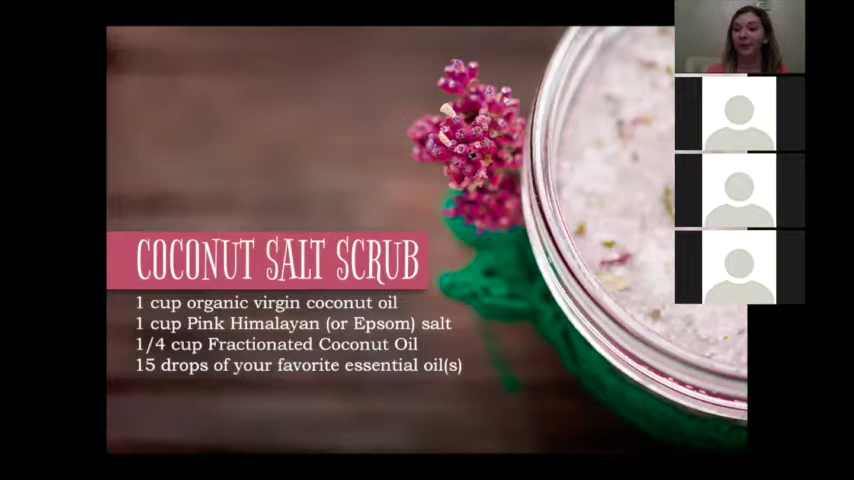 COCONUT SALT SCRUB
1 cup organic virgin coconut oil
1 cup Pink Himalayan (or Epsom) salt
1/4 cup Fractionated Coconut Oil
15 drops of your favorite essential oil(s)